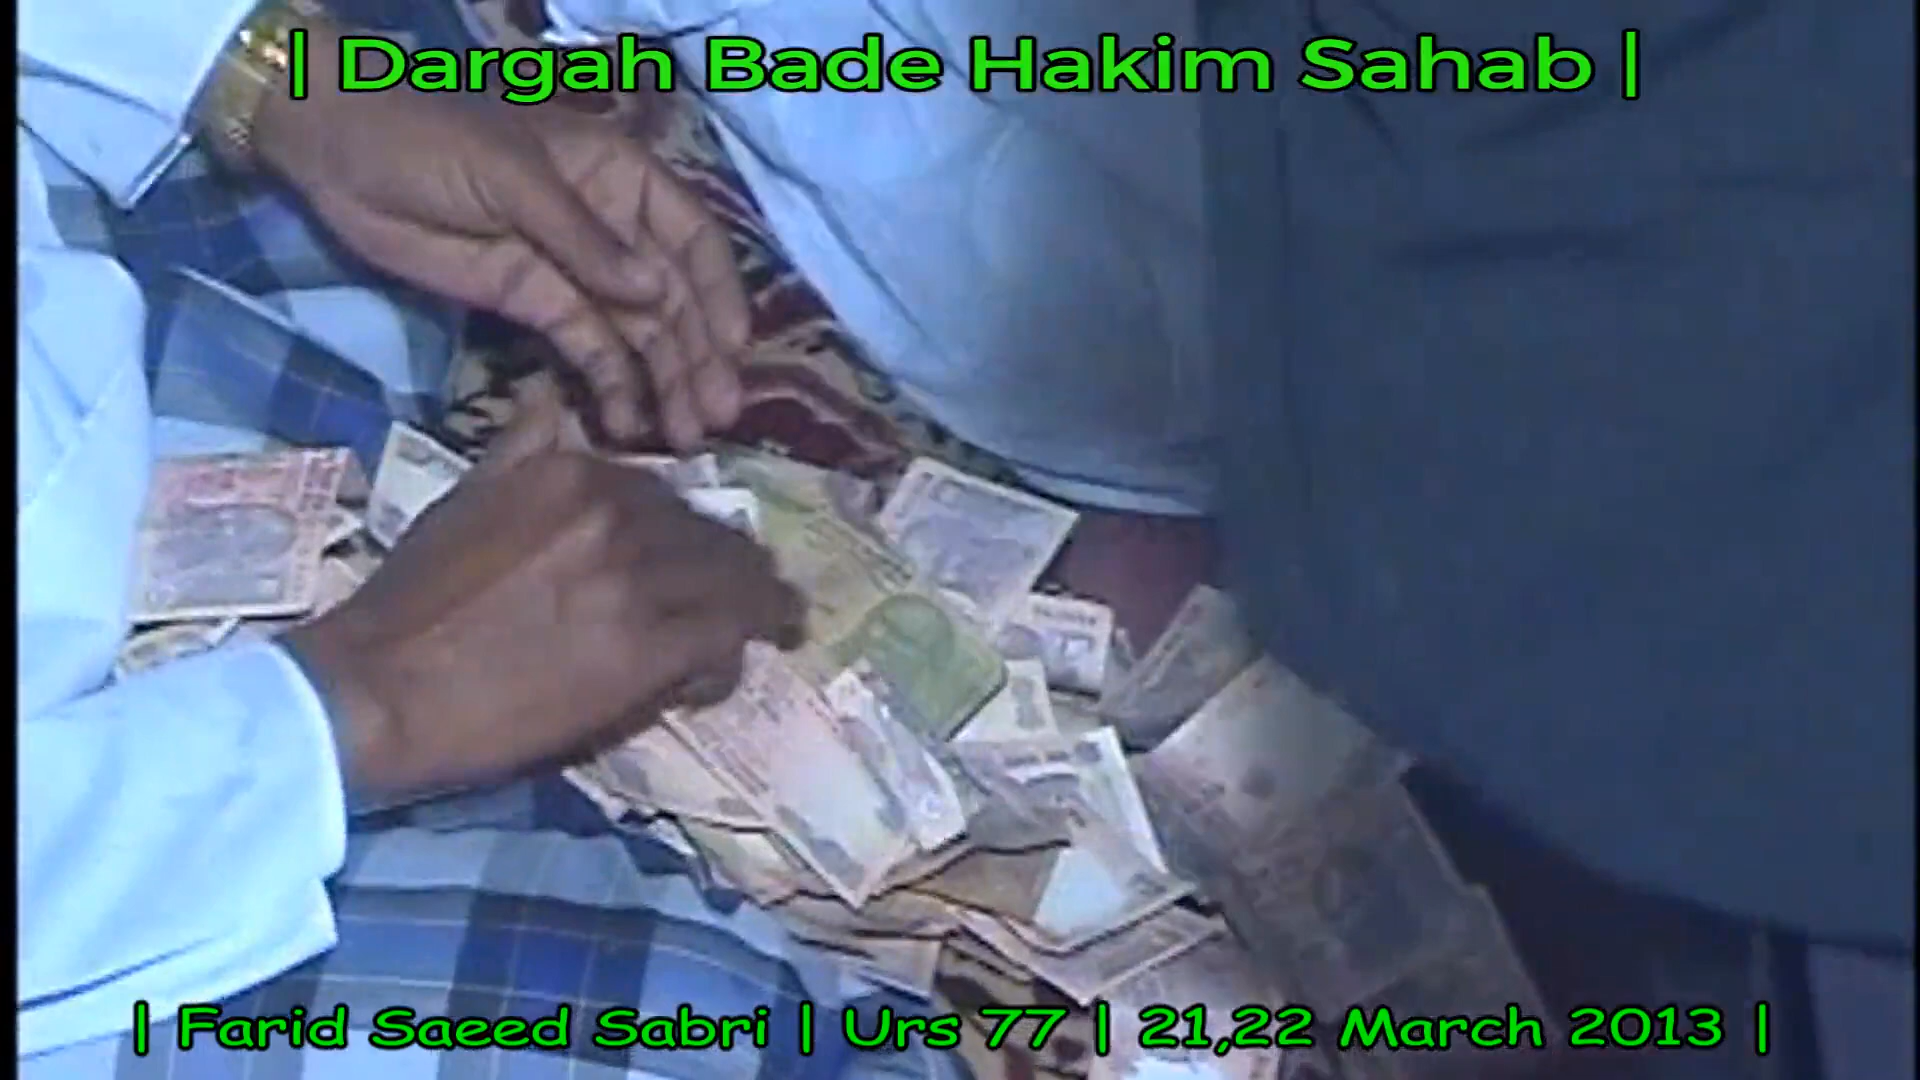 | Dargah Bade Hakim Sahab |
| Farid Saeed Sabri | Urs 77 | 21,22 March 2013 |